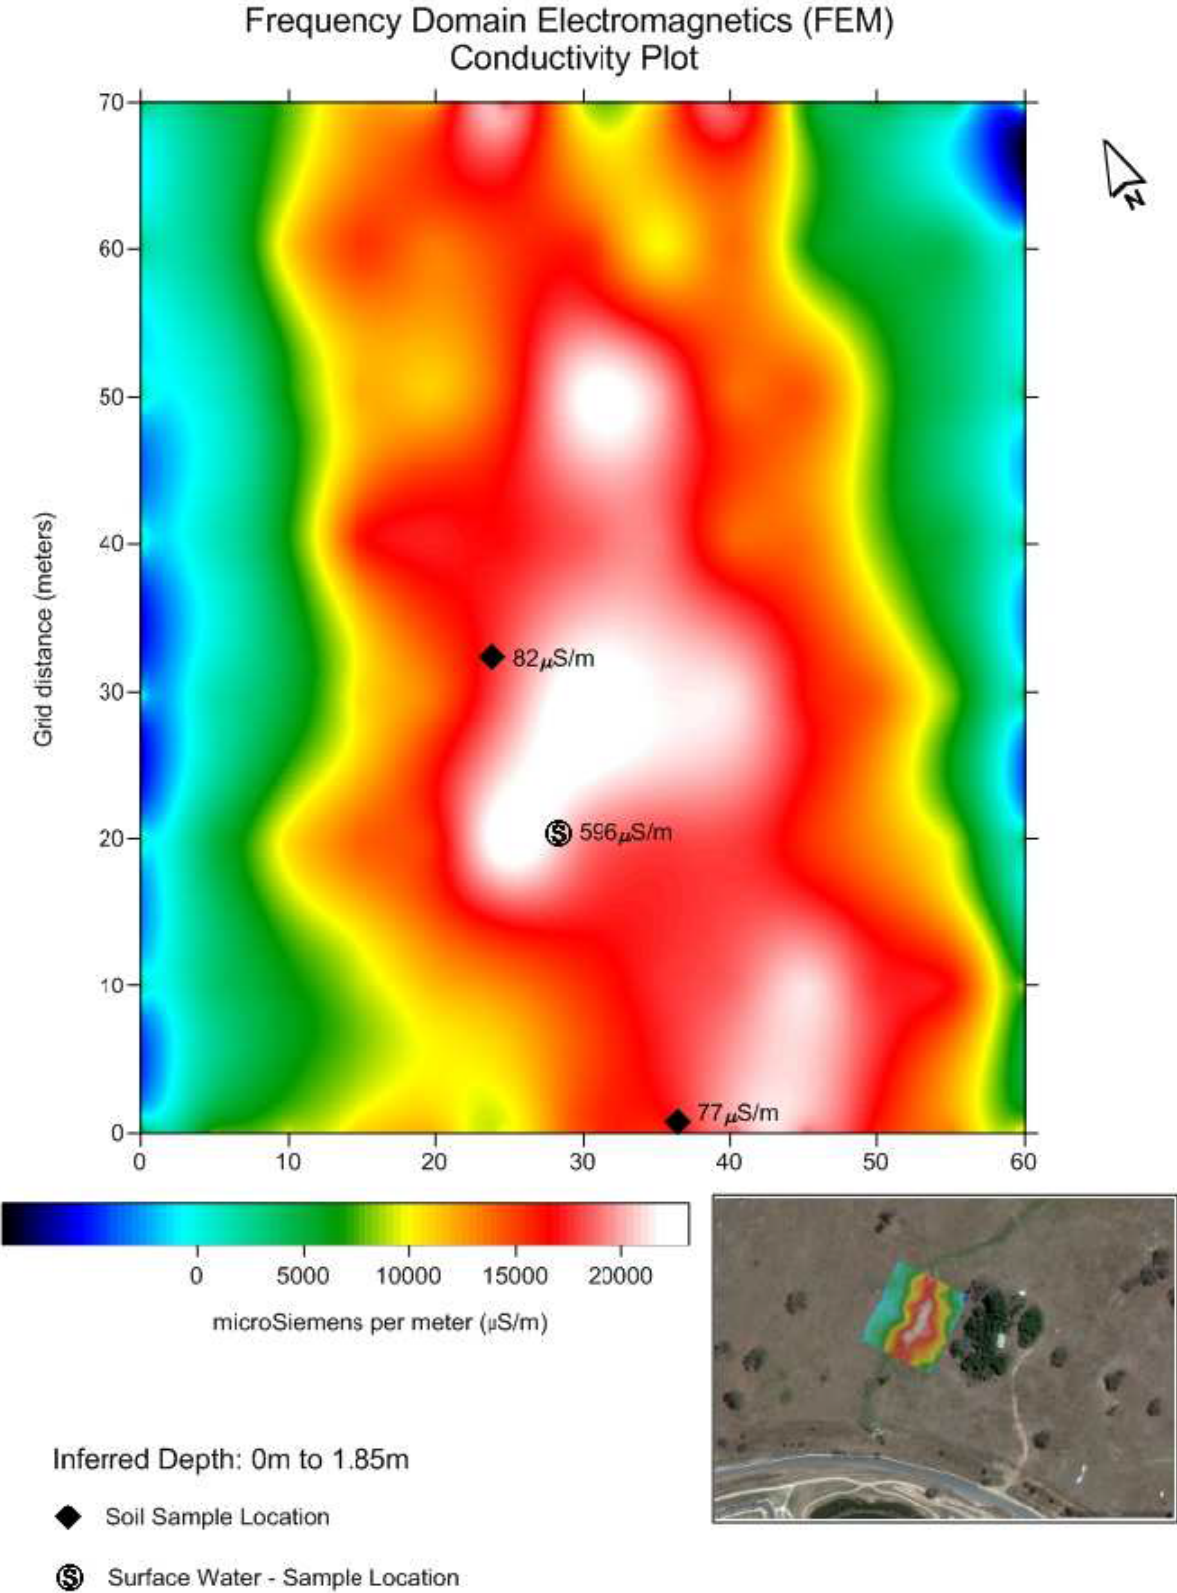 Frequency Domain Electromagnetics (FEM)
Conductivity Plot
70
60
50
40
30
20
10
0
Grid distance (meters)
N
82μS/m
S 596μS/m
77μS/m
0 10 20 30 40 50 60
0 5000 10000 15000 20000
microSiemens per meter (μS/m)
Inferred Depth: 0m to 1.85m
Soil Sample Location
S Surface Water - Sample Location